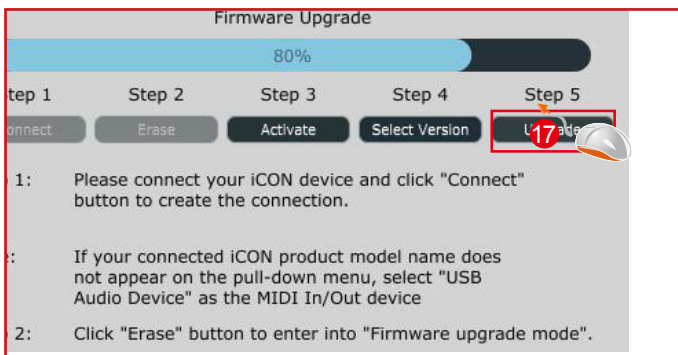 Firmware Upgrade
80%
tep 1 Step 2 Step 3 Step 4 Step 5
onnect Erase Activate Select Version U 17 ade
1: Please connect your iCON device and click "Connect"
button to create the connection.
: If your connected iCON product model name does
not appear on the pull-down menu, select "USB
Audio Device" as the MIDI In/Out device
2: Click "Erase" button to enter into "Firmware upgrade mode".